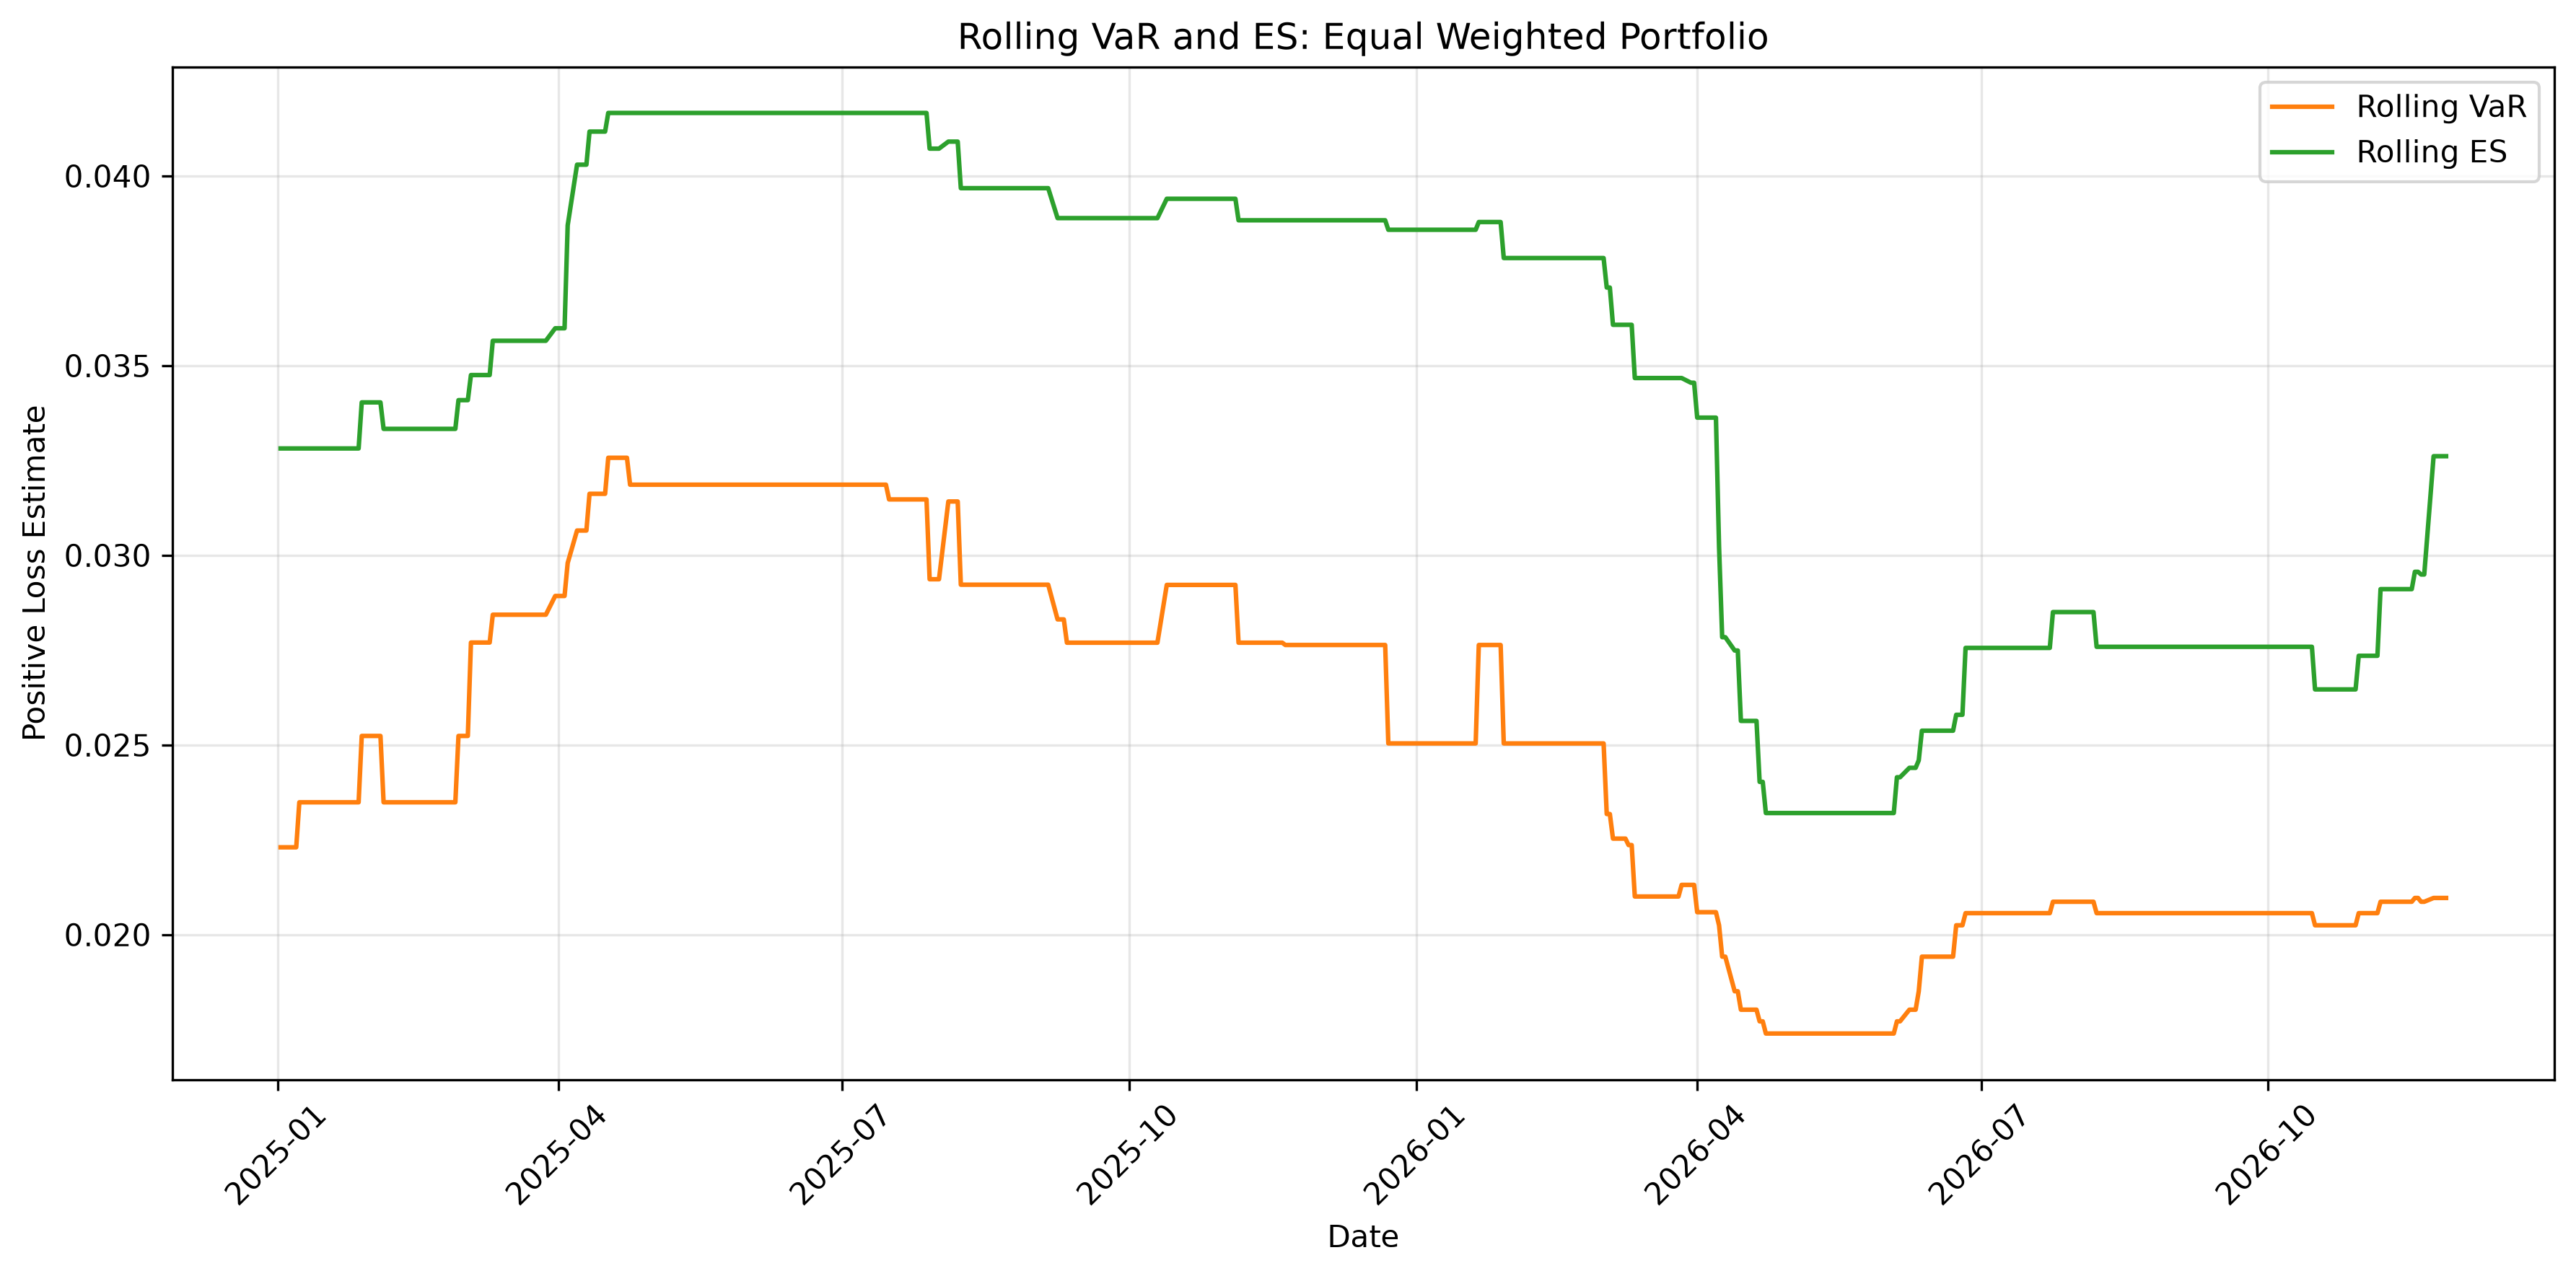 Rolling VaR and ES: Equal Weighted Portfolio
Rolling VaR
Rolling ES
Positive Loss Estimate
0.040
0.035
0.030
0.025
0.020
2025-01
2025-04
2025-07
2025-10
2026-01
2026-04
2026-07
2026-10
Date